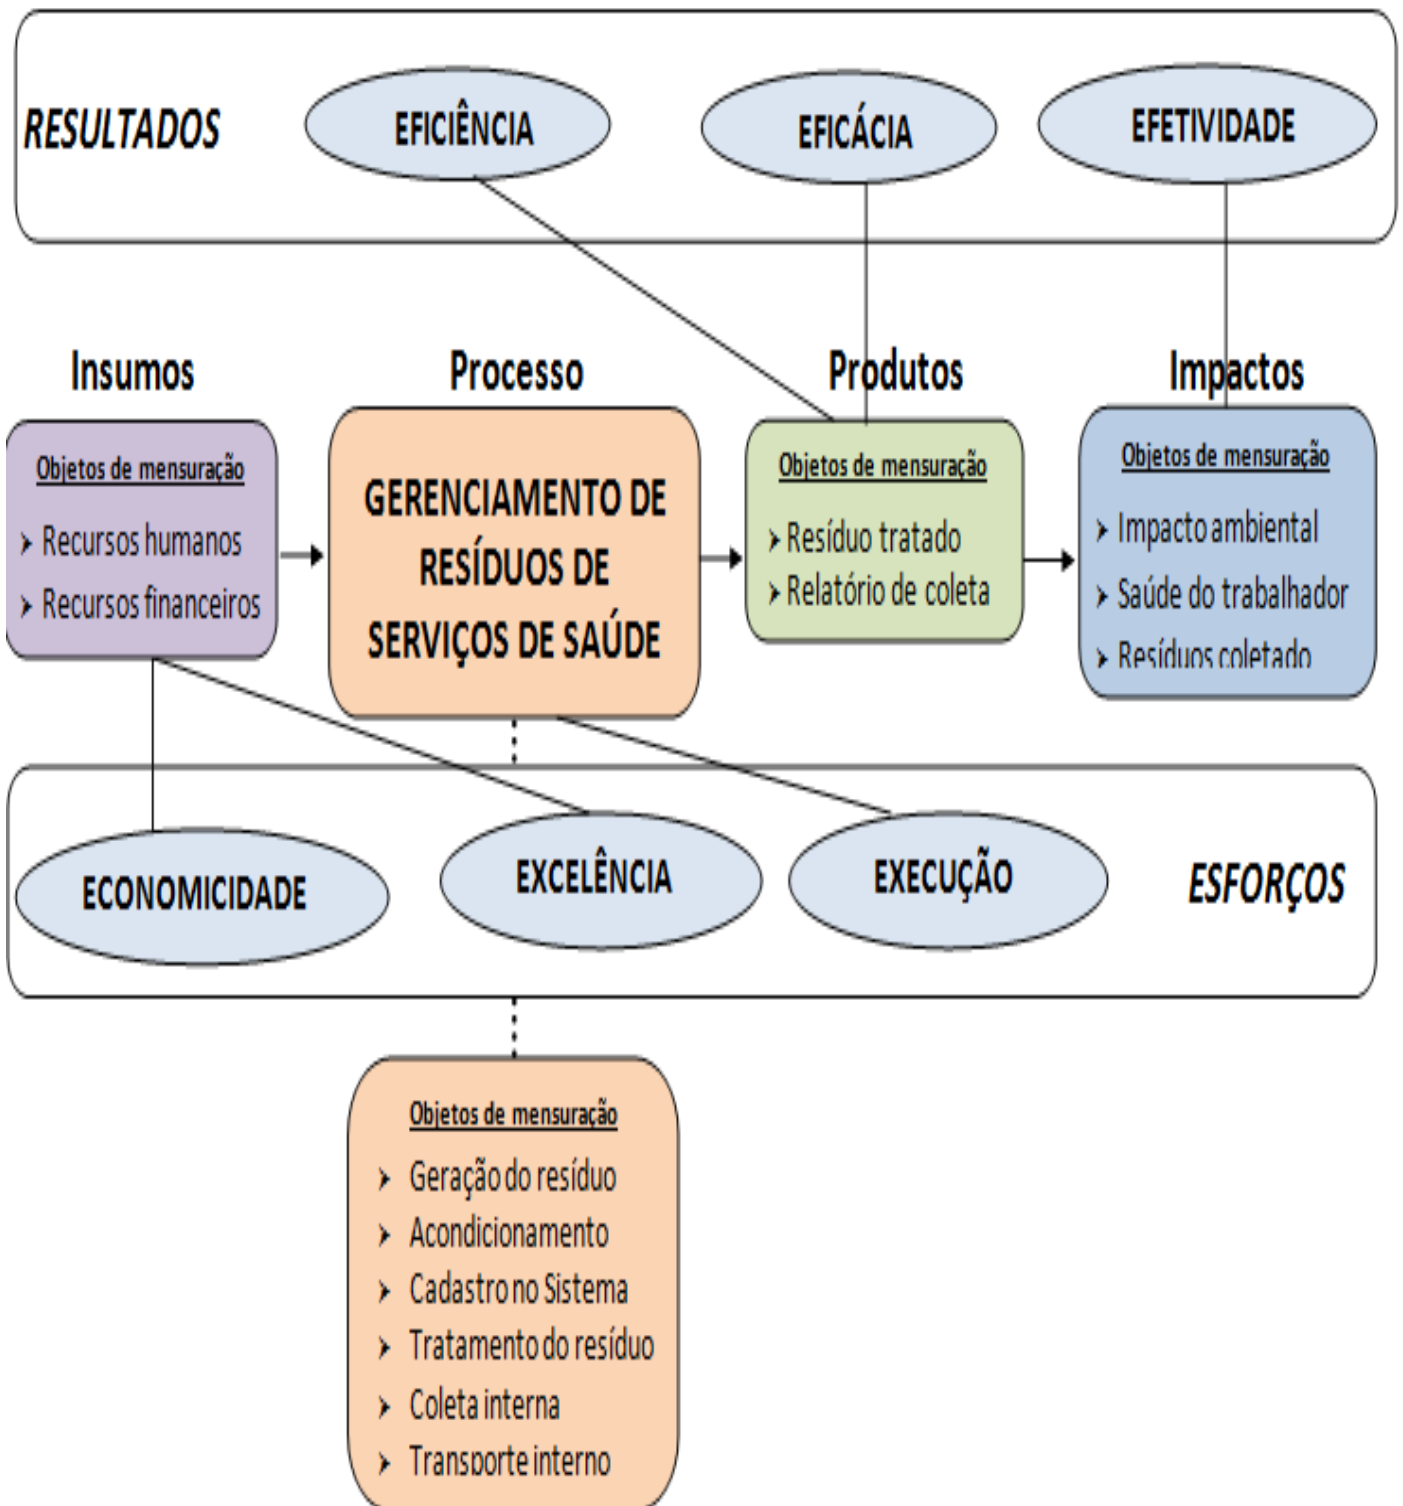 RESULTADOS
EFICIÊNCIA
EFICÁCIA
EFETIVIDADE
Insumos
Processo
Produtos
Impactos
Objetos de mensuração
➤ Recursos humanos
➤ Recursos financeiros
GERENCIAMENTO DE
RESÍDUOS DE
SERVIÇOS DE SAÚDE
Objetos de mensuração
➤ Resíduo tratado
➤ Relatório de coleta
Objetos de mensuração
➤ Impacto ambiental
➤ Saúde do trabalhador
➤ Resíduos coletado
ECONOMICIDADE
EXCELÊNCIA
EXECUÇÃO
ESFORÇOS
Objetos de mensuração
➤ Geração do resíduo
➤ Acondicionamento
➤ Cadastro no Sistema
➤ Tratamento do resíduo
➤ Coleta interna
➤ Transporte interno